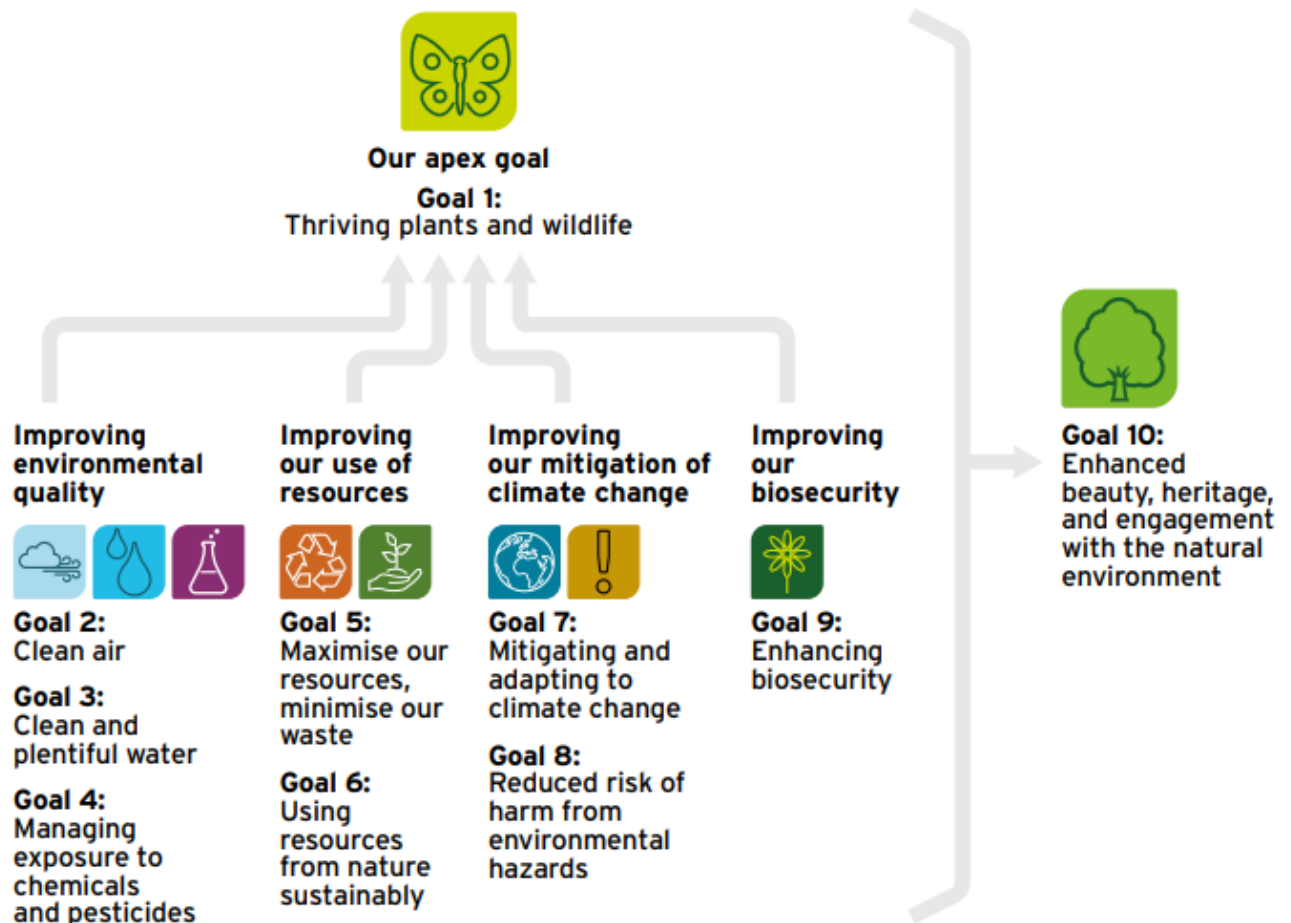 Our apex goal
Goal 1:
Thriving plants and wildlife
Improving
environmental
quality
Goal 2:
Clean air
Goal 3:
Clean and
plentiful water
Goal 4:
Managing
exposure to
chemicals
and pesticides
Improving
our use of
resources
Goal 5:
Maximise our
resources,
minimise our
waste
Goal 6:
Using
resources
from nature
sustainably
Improving
our mitigation of
climate change
Goal 7:
Mitigating and
adapting to
climate change
Goal 8:
Reduced risk of
harm from
environmental
hazards
Improving
our
biosecurity
Goal 9:
Enhancing
biosecurity
Goal 10:
Enhanced
beauty, heritage,
and engagement
with the natural
environment